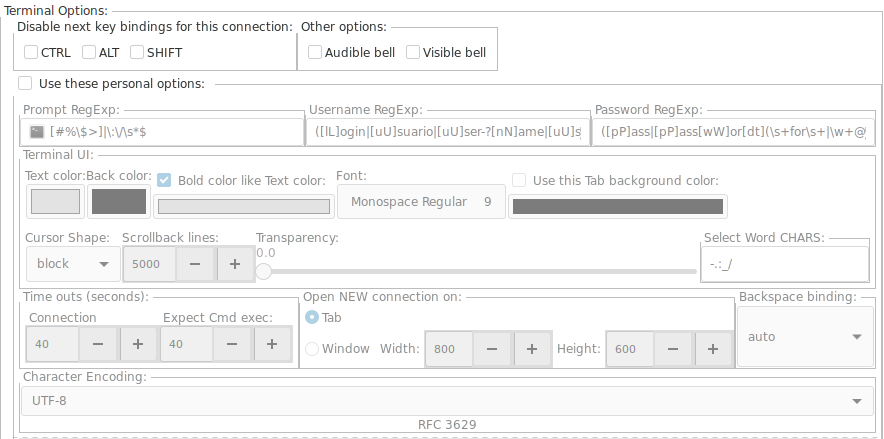 Terminal Options:
Disable next key bindings for this connection:
Other options:
CTRL ALT SHIFT
Audible bell Visible bell
Use these personal options:
Prompt RegExp: Username RegExp: Password RegExp:
[#%\$>]|\:\/\s*$ ([lL]ogin|[uU]suario|[uU]ser-?[nN]ame|[uU]s ([pP]ass|[pP]ass[wW]or[dt](\s+for\s+|\w+@
Terminal UI:
Text color: Back color: Bold color like Text color: Font: Use this Tab background color:
Monospace Regular 9
Cursor Shape: Scrollback lines: Transparency: Select Word CHARS:
block 5000 − + 0.0 -.:_/
Time outs (seconds): Open NEW connection on: Backspace binding:
Connection Expect Cmd exec: Tab
40 − + 40 − + Window Width: 800 − + Height: 600 − + auto
Character Encoding:
UTF-8
RFC 3629